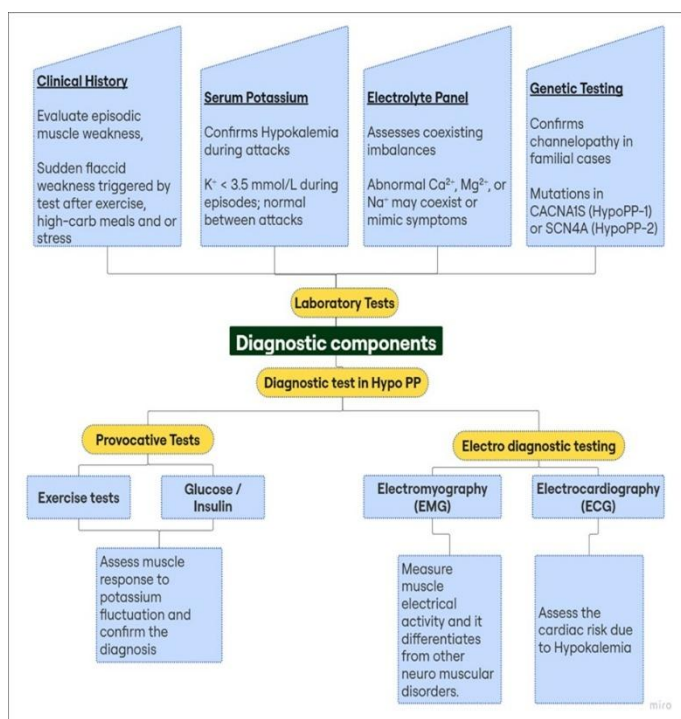 Clinical History
Evaluate episodic
muscle weakness,
Sudden flaccid
weakness triggered by
test after exercise,
high-carb meals and or
stress
Serum Potassium
Confirms Hypokalemia
during attacks
K⁺ < 3.5 mmol/L during
episodes; normal
between attacks
Electrolyte Panel
Assesses coexisting
imbalances
Abnormal Ca²⁺, Mg²⁺, or
Na⁺ may coexist or
mimic symptoms
Genetic Testing
Confirms
channelopathy in
familial cases
Mutations in
CACNA1S (HypoPP-1)
or SCN4A (HypoPP-2)
Laboratory Tests
Diagnostic components
Diagnostic test in Hypo PP
Provocative Tests
Electro diagnostic testing
Exercise tests
Glucose /
Insulin
Electromyography
(EMG)
Electrocardiography
(ECG)
Assess muscle
response to
potassium
fluctuation and
confirm the
diagnosis
Measure
muscle
electrical
activity and it
differentiates
from other
neuro muscular
disorders.
Assess the
cardiac risk due
to Hypokalemia
miro